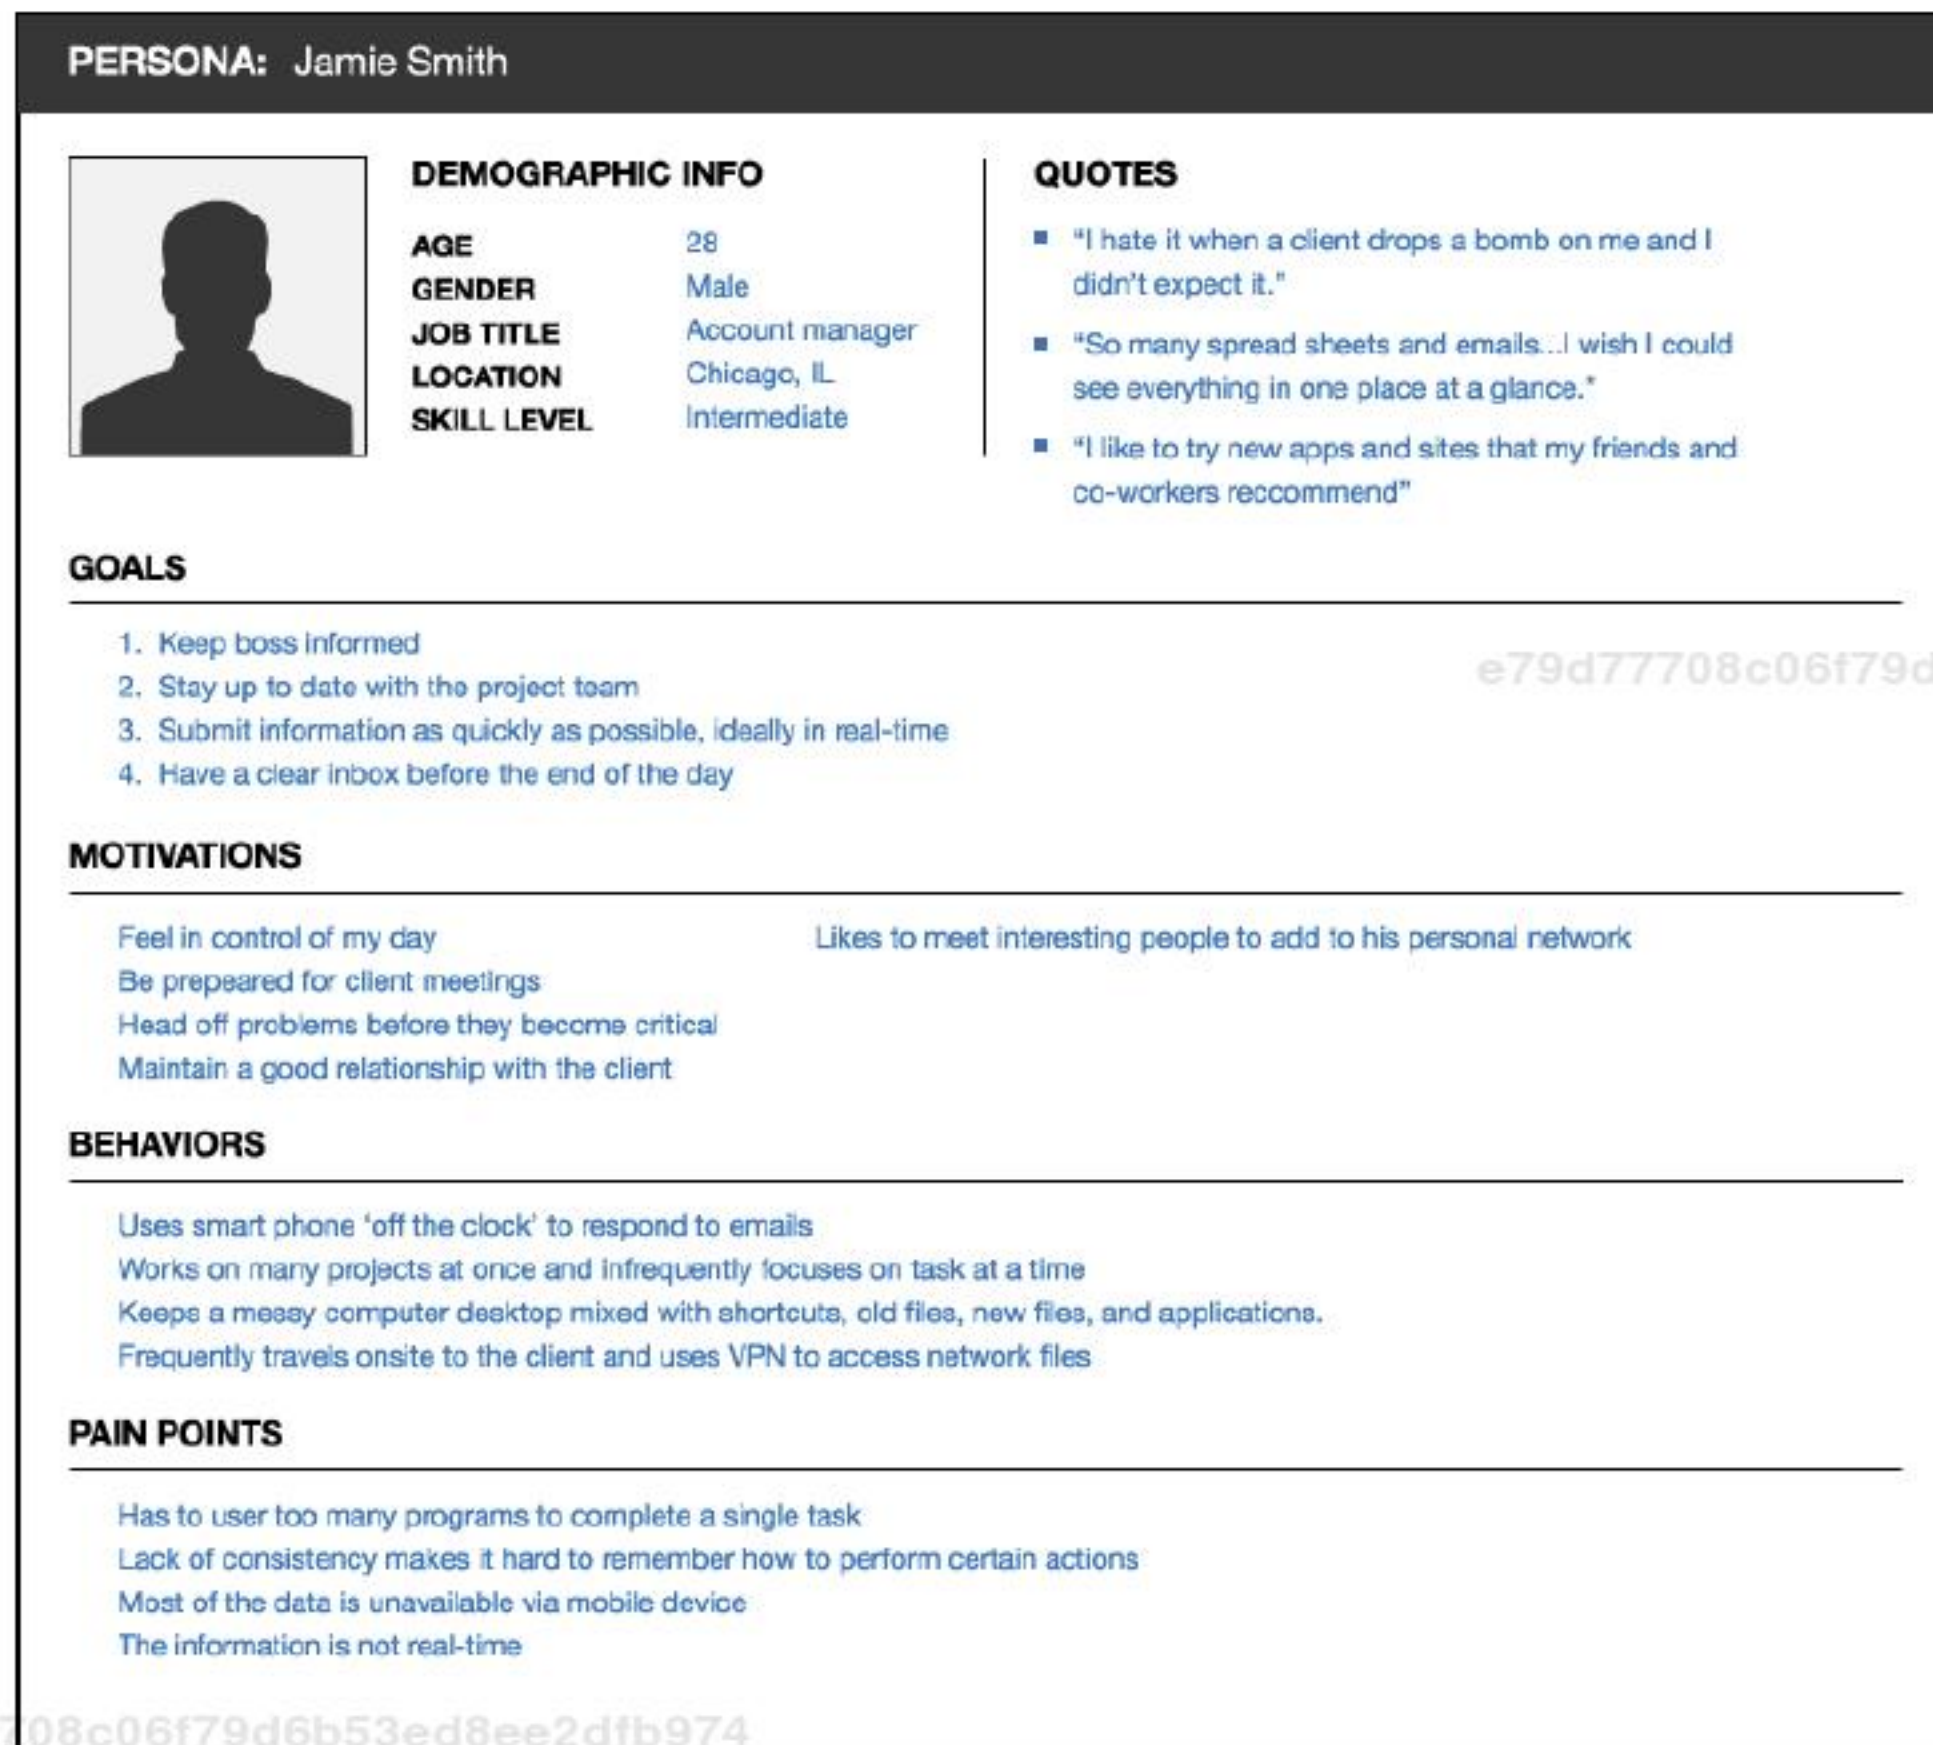 PERSONA: Jamie Smith
DEMOGRAPHIC INFO
AGE 28
GENDER Male
JOB TITLE Account manager
LOCATION Chicago, IL
SKILL LEVEL Intermediate
QUOTES
■ “I hate it when a client drops a bomb on me and I
didn’t expect it.”
■ “So many spread sheets and emails...I wish I could
see everything in one place at a glance.”
■ “I like to try new apps and sites that my friends and
co-workers reccommend”
GOALS
1. Keep boss informed
2. Stay up to date with the project team
3. Submit information as quickly as possible, ideally in real-time
4. Have a clear inbox before the end of the day
e79d77708c06f79d
MOTIVATIONS
Feel in control of my day
Be prepeared for client meetings
Head off problems before they become critical
Maintain a good relationship with the client
Likes to meet interesting people to add to his personal network
BEHAVIORS
Uses smart phone ‘off the clock’ to respond to emails
Works on many projects at once and infrequently focuses on task at a time
Keeps a messy computer desktop mixed with shortcuts, old files, new files, and applications.
Frequently travels onsite to the client and uses VPN to access network files
PAIN POINTS
Has to user too many programs to complete a single task
Lack of consistency makes it hard to remember how to perform certain actions
Most of the data is unavailable via mobile device
The information is not real-time
708c06f79d6b53ed8ee2dfb974